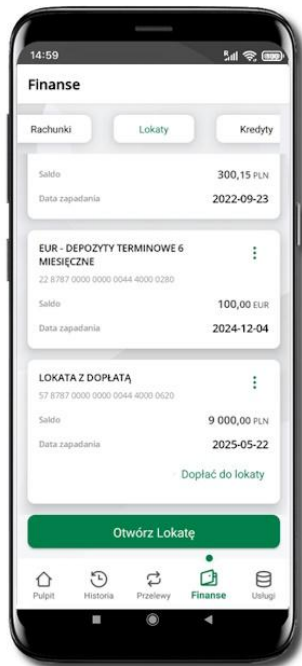 14:59
Finanse
Rachunki Lokaty Kredyty
Saldo 300,15 PLN
Data zapadania 2022-09-23
EUR - DEPOZYTY TERMINOWE 6
MIESIĘCZNE
22 8787 0000 0000 0044 4000 0280
Saldo 100,00 EUR
Data zapadania 2024-12-04
LOKATA Z DOPŁATĄ
57 8787 0000 0000 0044 4000 0620
Saldo 9 000,00 PLN
Data zapadania 2025-05-22
Dopłać do lokaty
Otwórz Lokatę
Pulpit Historia Przelewy Finanse Usługi